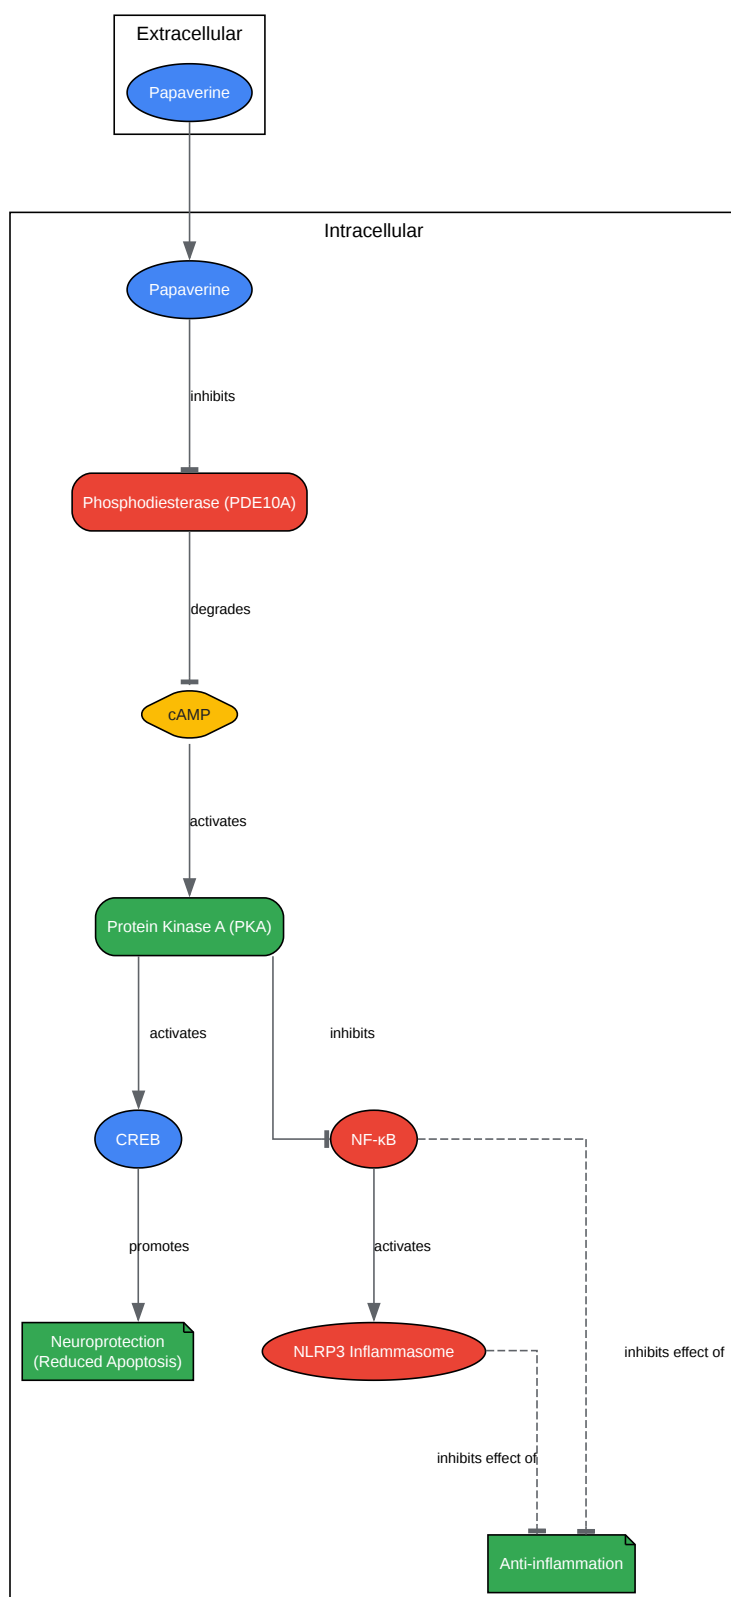 Extracellular
Papaverine
Intracellular
Papaverine
inhibits
Phosphodiesterase (PDE10A)
degrades
cAMP
activates
Protein Kinase A (PKA)
activates
inhibits
CREB
NF-κB
promotes
activates
Neuroprotection
(Reduced Apoptosis)
NLRP3 Inflammasome
inhibits effect of
inhibits effect of
Anti-inflammation